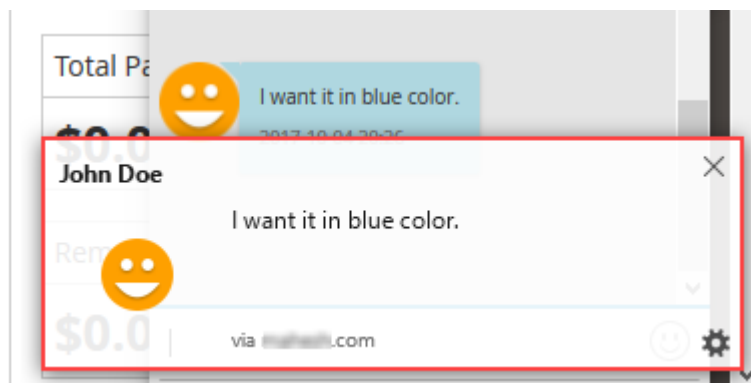 Total Pa
I want it in blue color.
$0.0
John Doe
I want it in blue color.
Rem
$0.0
via .com